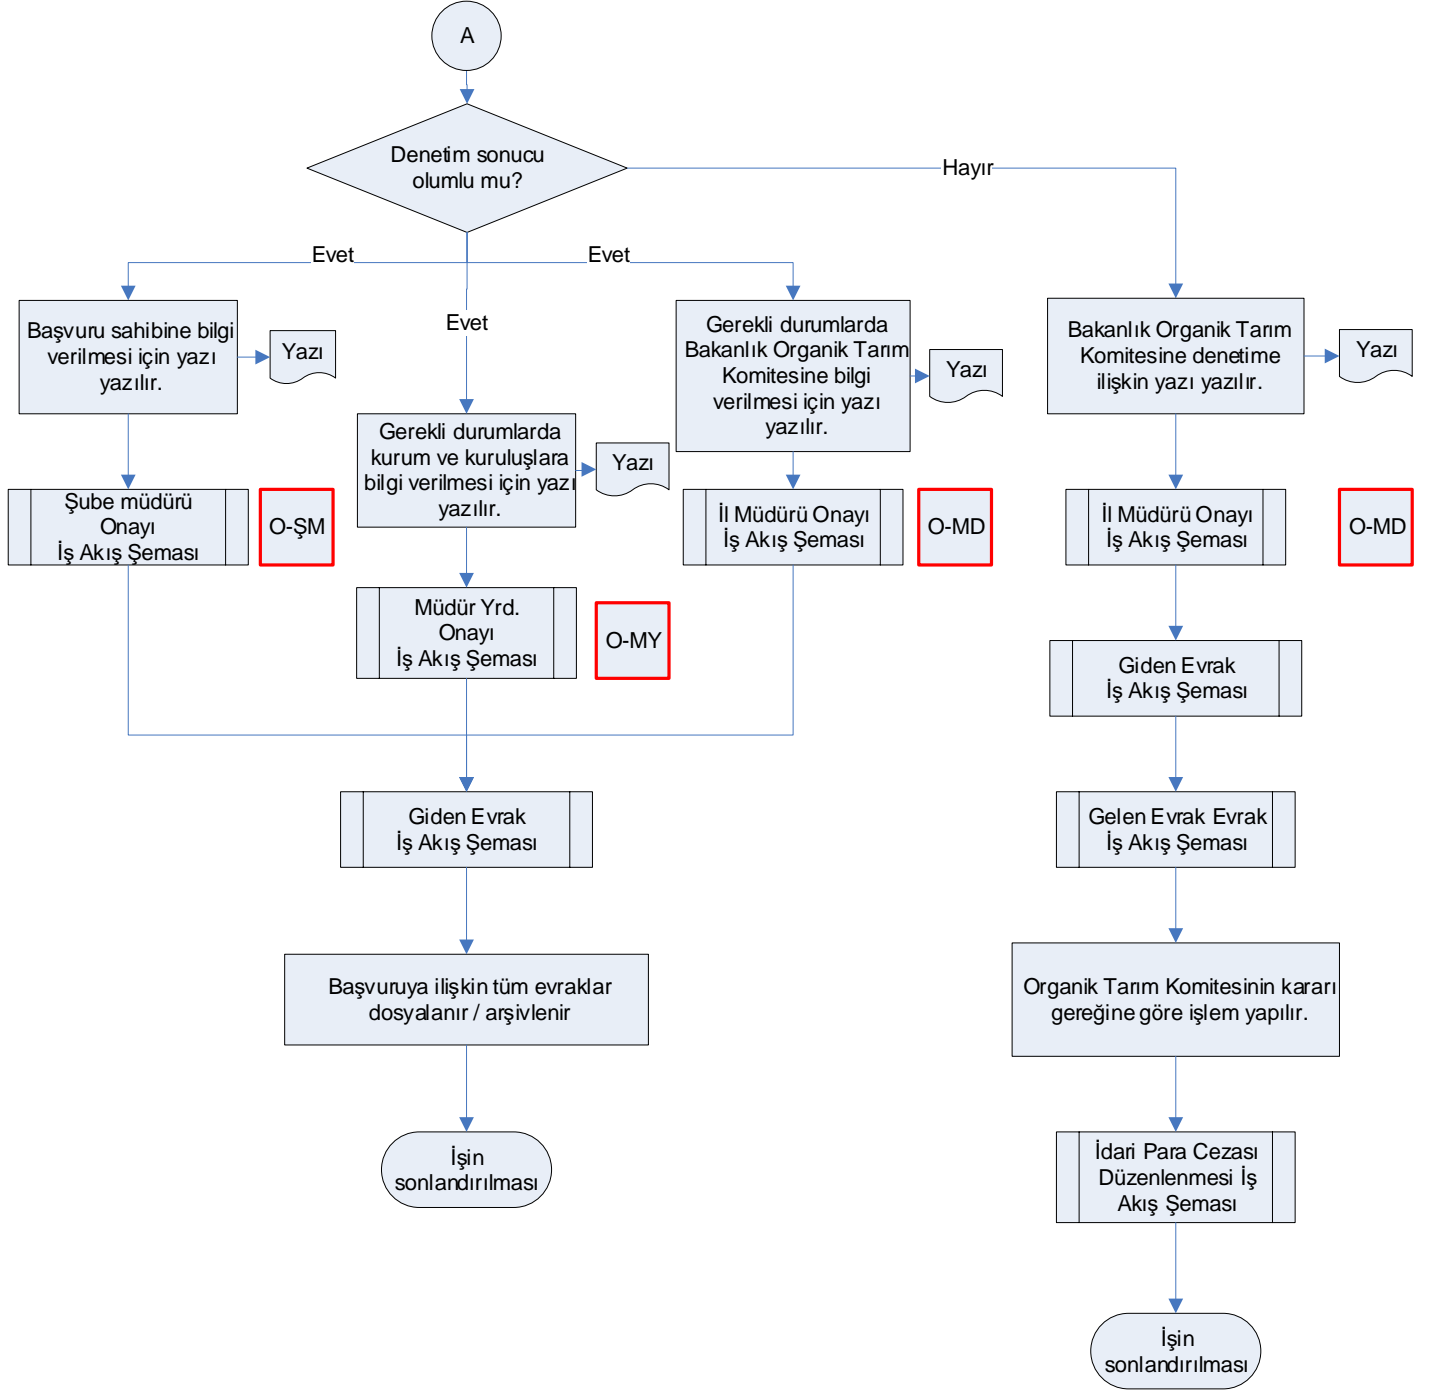 A
Denetim sonucu
olumlu mu?
Hayır
Evet
Evet
Evet
Başvuru sahibine bilgi
verilmesi için yazı
yazılır.
Yazı
Gerekli durumlarda
kurum ve kuruluşlara
bilgi verilmesi için yazı
yazılır.
Yazı
Gerekli durumlarda
Bakanlık Organik Tarım
Komitesine bilgi
verilmesi için yazı
yazılır.
Yazı
Bakanlık Organik Tarım
Komitesine denetime
ilişkin yazı yazılır.
Yazı
Şube müdürü
Onayı
İş Akış Şeması
O-ŞM
Müdür Yrd.
Onayı
İş Akış Şeması
O-MY
İl Müdürü Onayı
İş Akış Şeması
O-MD
İl Müdürü Onayı
İş Akış Şeması
O-MD
Giden Evrak
İş Akış Şeması
Giden Evrak
İş Akış Şeması
Gelen Evrak Evrak
İş Akış Şeması
Başvuruya ilişkin tüm evraklar
dosyalanır / arşivlenir
Organik Tarım Komitesinin kararı
gereğine göre işlem yapılır.
İşin
sonlandırılması
İdari Para Cezası
Düzenlenmesi İş
Akış Şeması
İşin
sonlandırılması